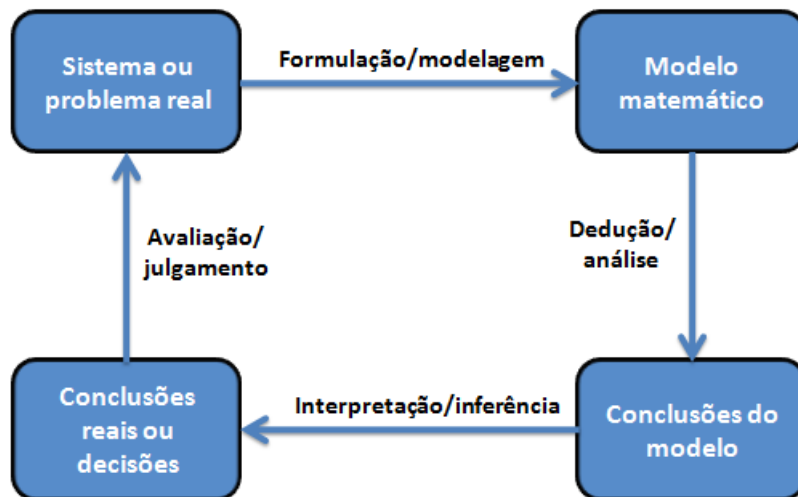 Sistema ou
problema real
Formulação/modelagem
Modelo
matemático
Avaliação/
julgamento
Dedução/
análise
Conclusões
reais ou
decisões
Interpretação/inferência
Conclusões do
modelo